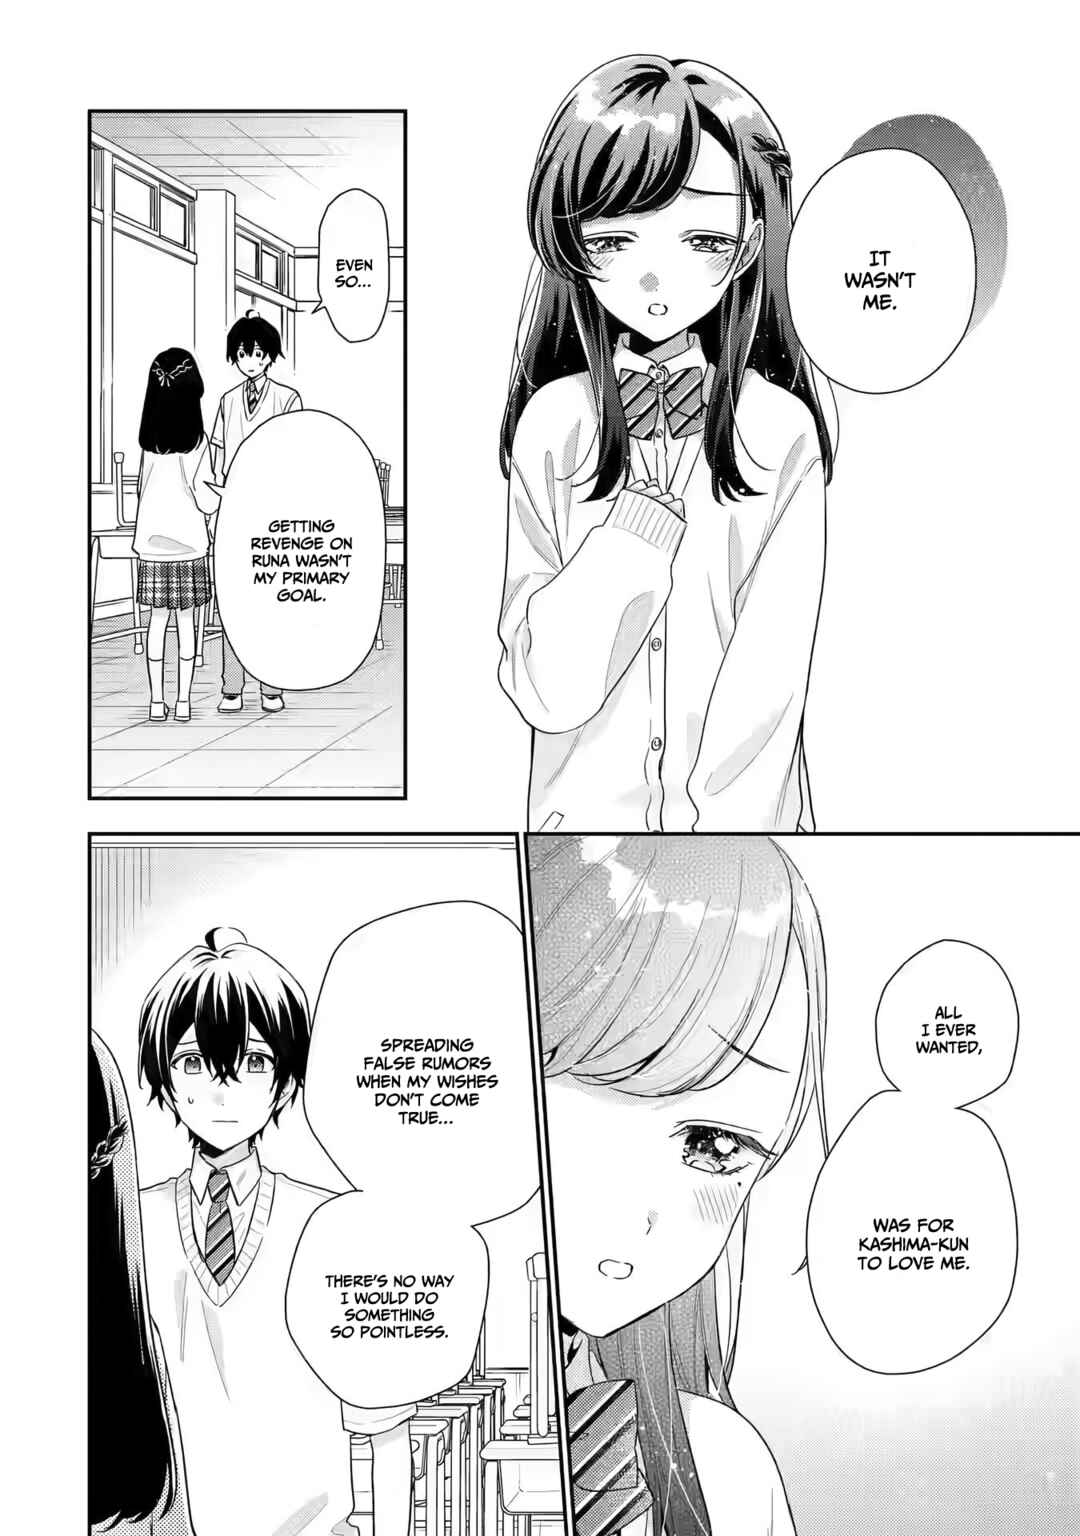 IT
WASN'T
ME.
EVEN
SO...
GETTING
REVENGE ON
RUNA WASN'T
MY PRIMARY
GOAL.
ALL
I EVER
WANTED,
WAS FOR
KASHIMA-KUN
TO LOVE ME.
SPREADING
FALSE RUMORS
WHEN MY WISHES
DON'T COME
TRUE...
THERE'S NO WAY
I WOULD DO
SOMETHING
SO POINTLESS.